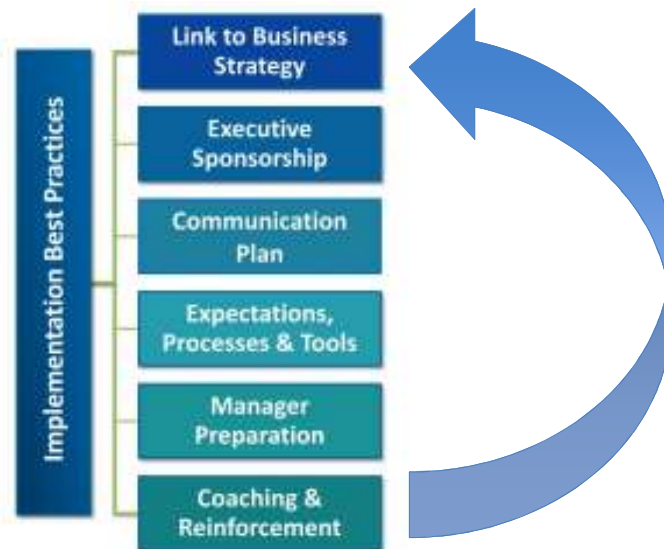 Implementation Best Practices
Link to Business
Strategy
Executive
Sponsorship
Communication
Plan
Expectations,
Processes & Tools
Manager
Preparation
Coaching &
Reinforcement